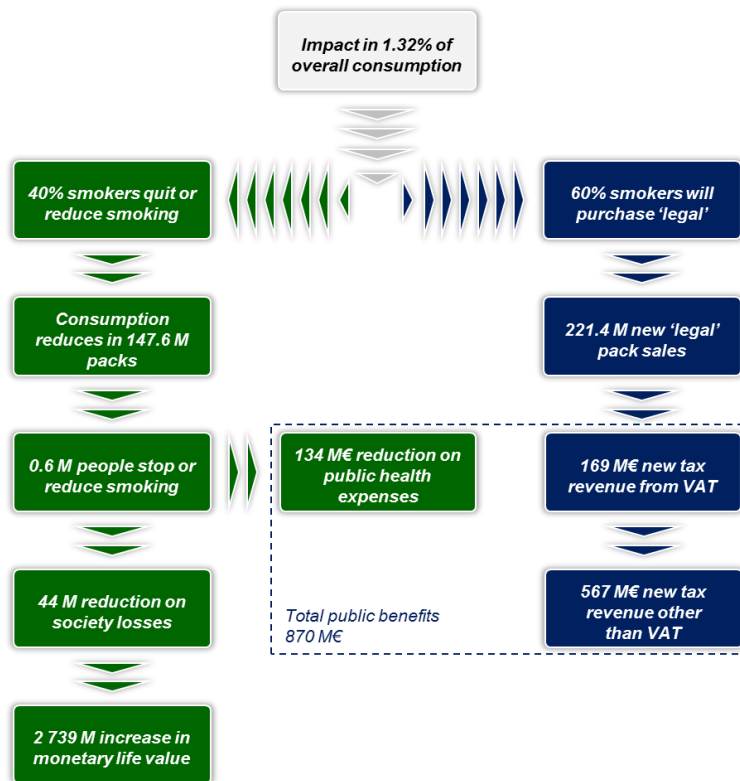 Impact in 1.32% of
overall consumption
40% smokers quit or
reduce smoking
60% smokers will
purchase ‘legal’
Consumption
reduces in 147.6 M
packs
221.4 M new ‘legal’
pack sales
0.6 M people stop or
reduce smoking
134 M€ reduction on
public health
expenses
169 M€ new tax
revenue from VAT
44 M reduction on
society losses
Total public benefits
870 M€
567 M€ new tax
revenue other
than VAT
2 739 M increase in
monetary life value